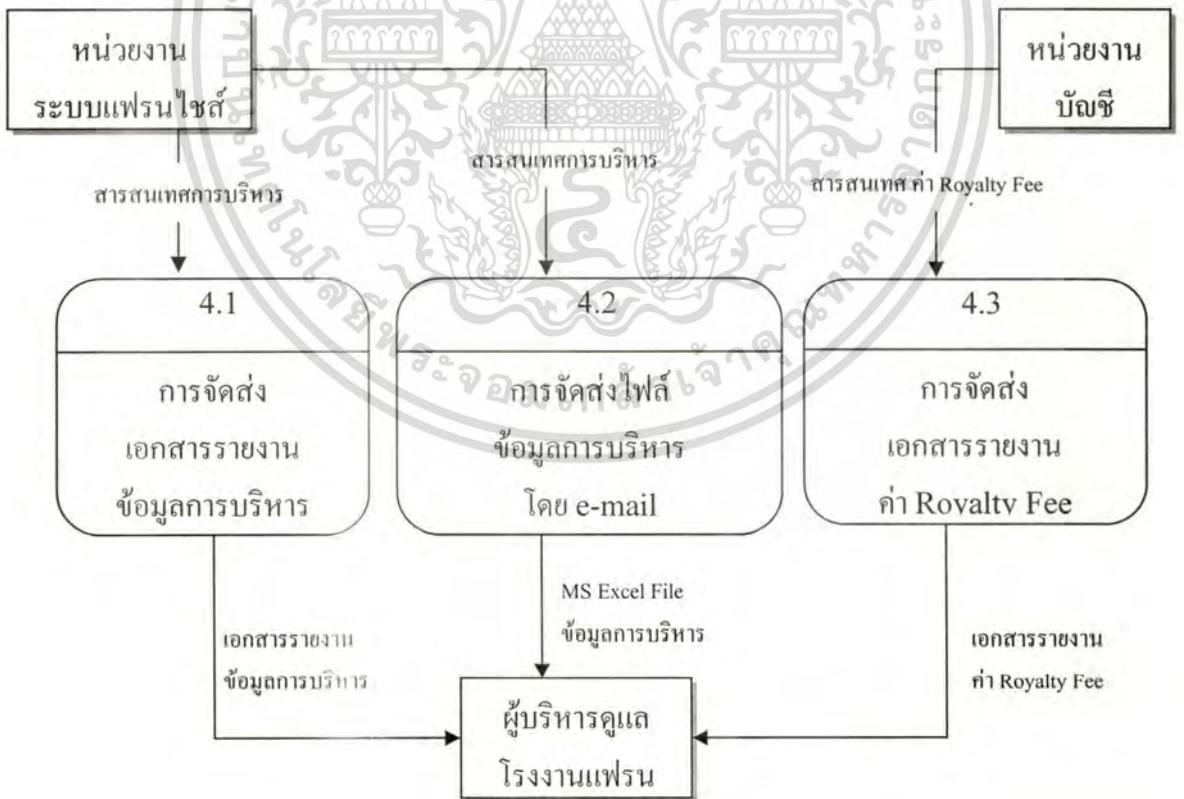 หน่วยงาน
ระบบแฟรนไชส์
หน่วยงาน
บัญชี
สารสนเทศการบริหาร
สารสนเทศการบริหาร
สารสนเทศ ค่า Royalty Fee
4.1
การจัดส่ง
เอกสารรายงาน
ข้อมูลการบริหาร
4.2
การจัดส่งไฟล์
ข้อมูลการบริหาร
โดย e-mail
4.3
การจัดส่ง
เอกสารรายงาน
ค่า Royalty Fee
เอกสารรายงาน
ข้อมูลการบริหาร
MS Excel File
ข้อมูลการบริหาร
เอกสารรายงาน
ค่า Royalty Fee
ผู้บริหารดูแล
โรงงานแฟรน